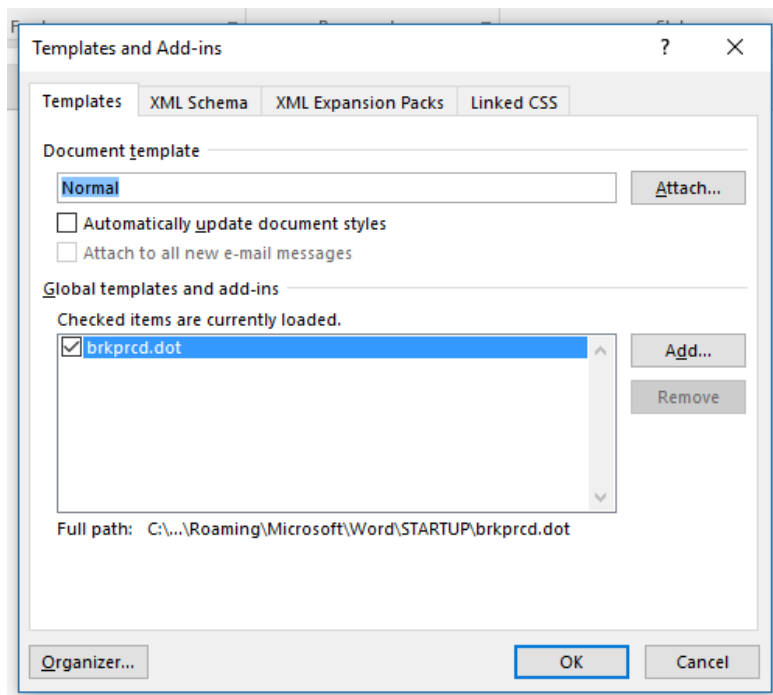 Templates and Add-ins ? ×
Templates XML Schema XML Expansion Packs Linked CSS
Document template
Normal Attach...
Automatically update document styles
Attach to all new e-mail messages
Global templates and add-ins
Checked items are currently loaded.
brkprcd.dot Add...
Remove
Full path: C:\...\Roaming\Microsoft\Word\STARTUP\brkprcd.dot
Organizer... OK Cancel